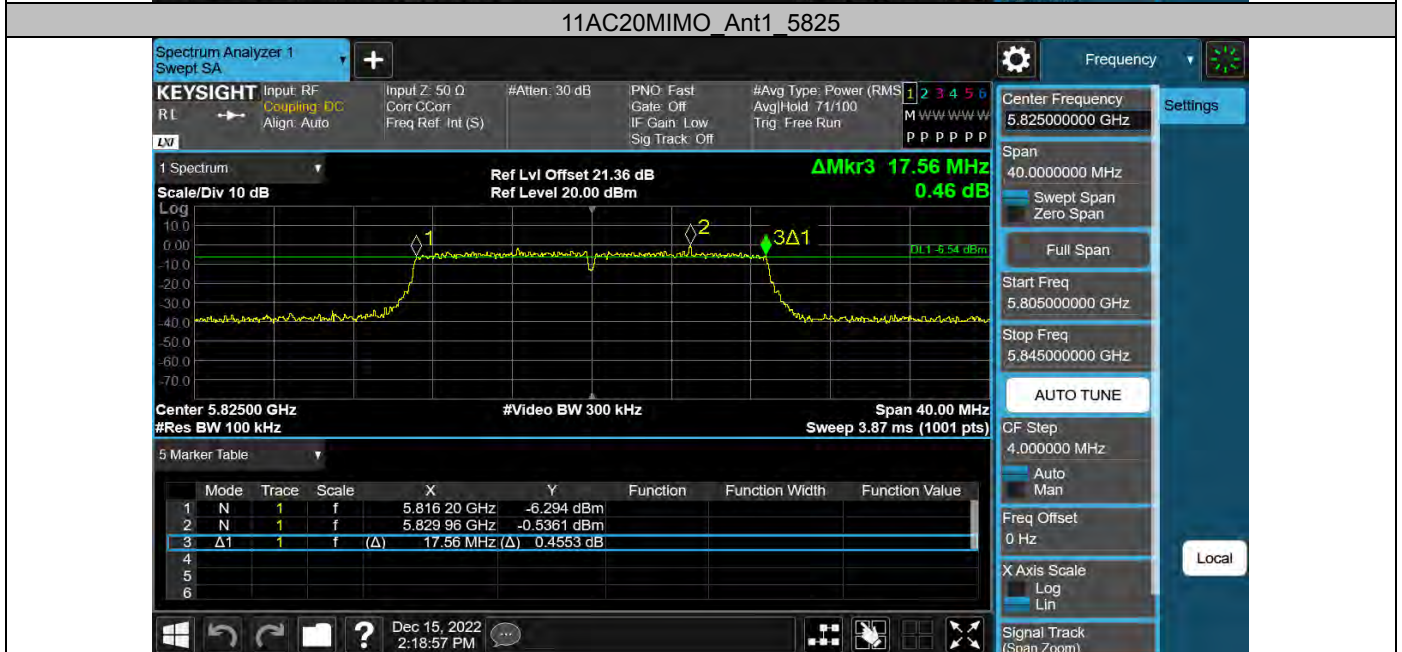 11AC20MIMO_Ant1_5825
Spectrum Analyzer 1
Swept SA
Frequency
KEYSIGHT
RL
LXI
Input: RF
Coupling: DC
Align: Auto
Input Z: 50 Ω
Corr CCorr
Freq Ref: Int (S)
#Atten: 30 dB
PNO: Fast
Gate: Off
IF Gain: Low
Sig Track: Off
#Avg Type: Power (RMS
Avg|Hold: 71/100
Trig: Free Run
1 2 3 4 5 6
M W W W W W
P P P P P P
Center Frequency
5.825000000 GHz
Settings
Span
40.0000000 MHz
Swept Span
Zero Span
Full Span
Start Freq
5.805000000 GHz
Stop Freq
5.845000000 GHz
AUTO TUNE
CF Step
4.000000 MHz
Auto
Man
Freq Offset
0 Hz
X Axis Scale
Log
Lin
Signal Track
(Span Zoom)
Local
1 Spectrum
Scale/Div 10 dB
Ref Lvl Offset 21.36 dB
Ref Level 20.00 dBm
ΔMkr3 17.56 MHz
0.46 dB
Log
10.0
0.00
-10.0
-20.0
-30.0
-40.0
-50.0
-60.0
-70.0
1
2
3Δ1
DL1 -6.54 dBm
Center 5.82500 GHz
#Video BW 300 kHz
Span 40.00 MHz
#Res BW 100 kHz
Sweep 3.87 ms (1001 pts)
5 Marker Table
Mode Trace Scale X Y Function Function Width Function Value
1 N 1 f 5.816 20 GHz -6.294 dBm
2 N 1 f 5.829 96 GHz -0.5361 dBm
3 Δ1 1 f (Δ) 17.56 MHz (Δ) 0.4553 dB
4
5
6
?
Dec 15, 2022
2:18:57 PM